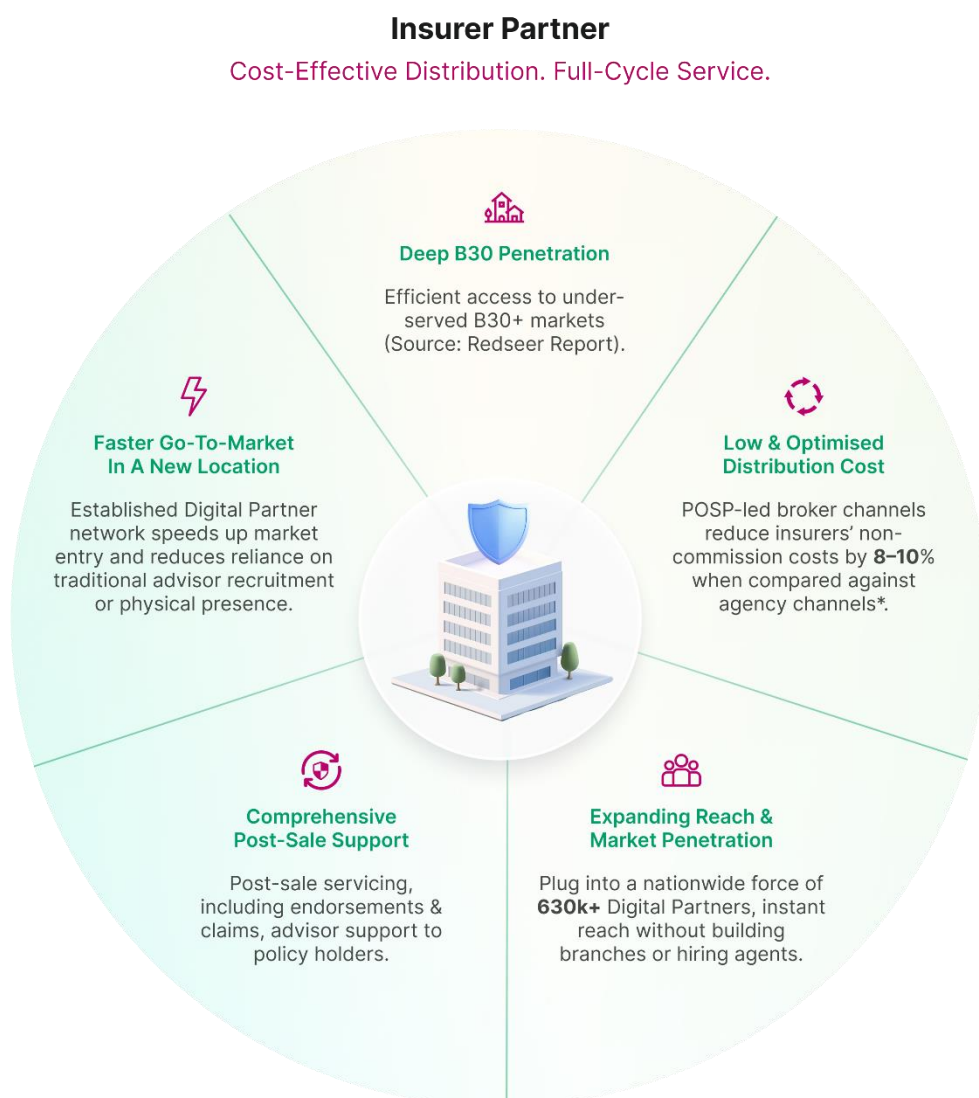 Insurer Partner
Cost-Effective Distribution. Full-Cycle Service.
Deep B30 Penetration
Efficient access to under-
served B30+ markets
(Source: Redseer Report).
Low & Optimised
Distribution Cost
POSP-led broker channels
reduce insurers’ non-
commission costs by 8–10%
when compared against
agency channels*.
Expanding Reach &
Market Penetration
Plug into a nationwide force of
630k+ Digital Partners, instant
reach without building
branches or hiring agents.
Comprehensive
Post-Sale Support
Post-sale servicing,
including endorsements &
claims, advisor support to
policy holders.
Faster Go-To-Market
In A New Location
Established Digital Partner
network speeds up market
entry and reduces reliance on
traditional advisor recruitment
or physical presence.